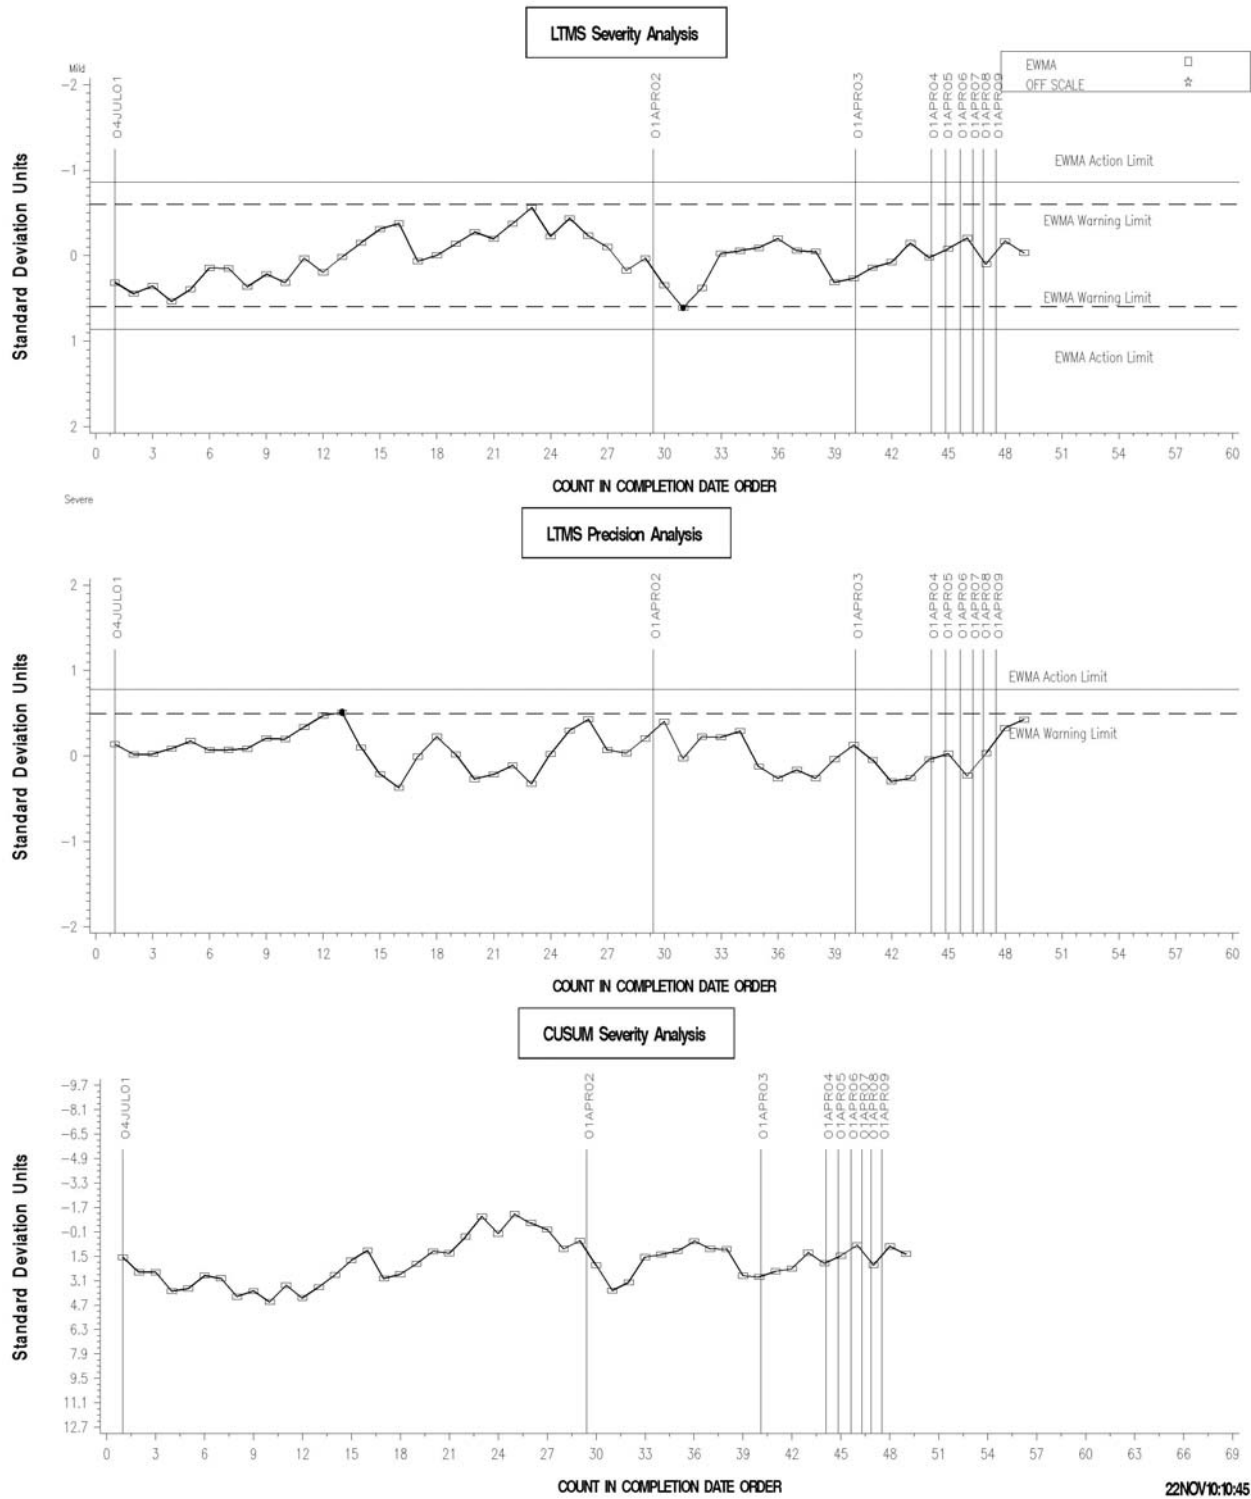 LTMS Severity Analysis
EWMA
OFF SCALE
Mild
-2
-1
0
1
2
Standard Deviation Units
04JUL01
01APR02
01APR03
01APR04
01APR05
01APR06
01APR07
01APR08
01APR09
EWMA Action Limit
EWMA Warning Limit
EWMA Warning Limit
EWMA Action Limit
0 3 6 9 12 15 18 21 24 27 30 33 36 39 42 45 48 51 54 57 60
COUNT IN COMPLETION DATE ORDER
Severe
LTMS Precision Analysis
2
1
0
-1
-2
Standard Deviation Units
04JUL01
01APR02
01APR03
01APR04
01APR05
01APR06
01APR07
01APR08
01APR09
EWMA Action Limit
EWMA Warning Limit
0 3 6 9 12 15 18 21 24 27 30 33 36 39 42 45 48 51 54 57 60
COUNT IN COMPLETION DATE ORDER
CUSUM Severity Analysis
-9.7
-8.1
-6.5
-4.9
-3.3
-1.7
-0.1
1.5
3.1
4.7
6.3
7.9
9.5
11.1
12.7
Standard Deviation Units
04JUL01
01APR02
01APR03
01APR04
01APR05
01APR06
01APR07
01APR08
01APR09
0 3 6 9 12 15 18 21 24 27 30 33 36 39 42 45 48 51 54 57 60 63 66 69
COUNT IN COMPLETION DATE ORDER
22NOV10:10:45